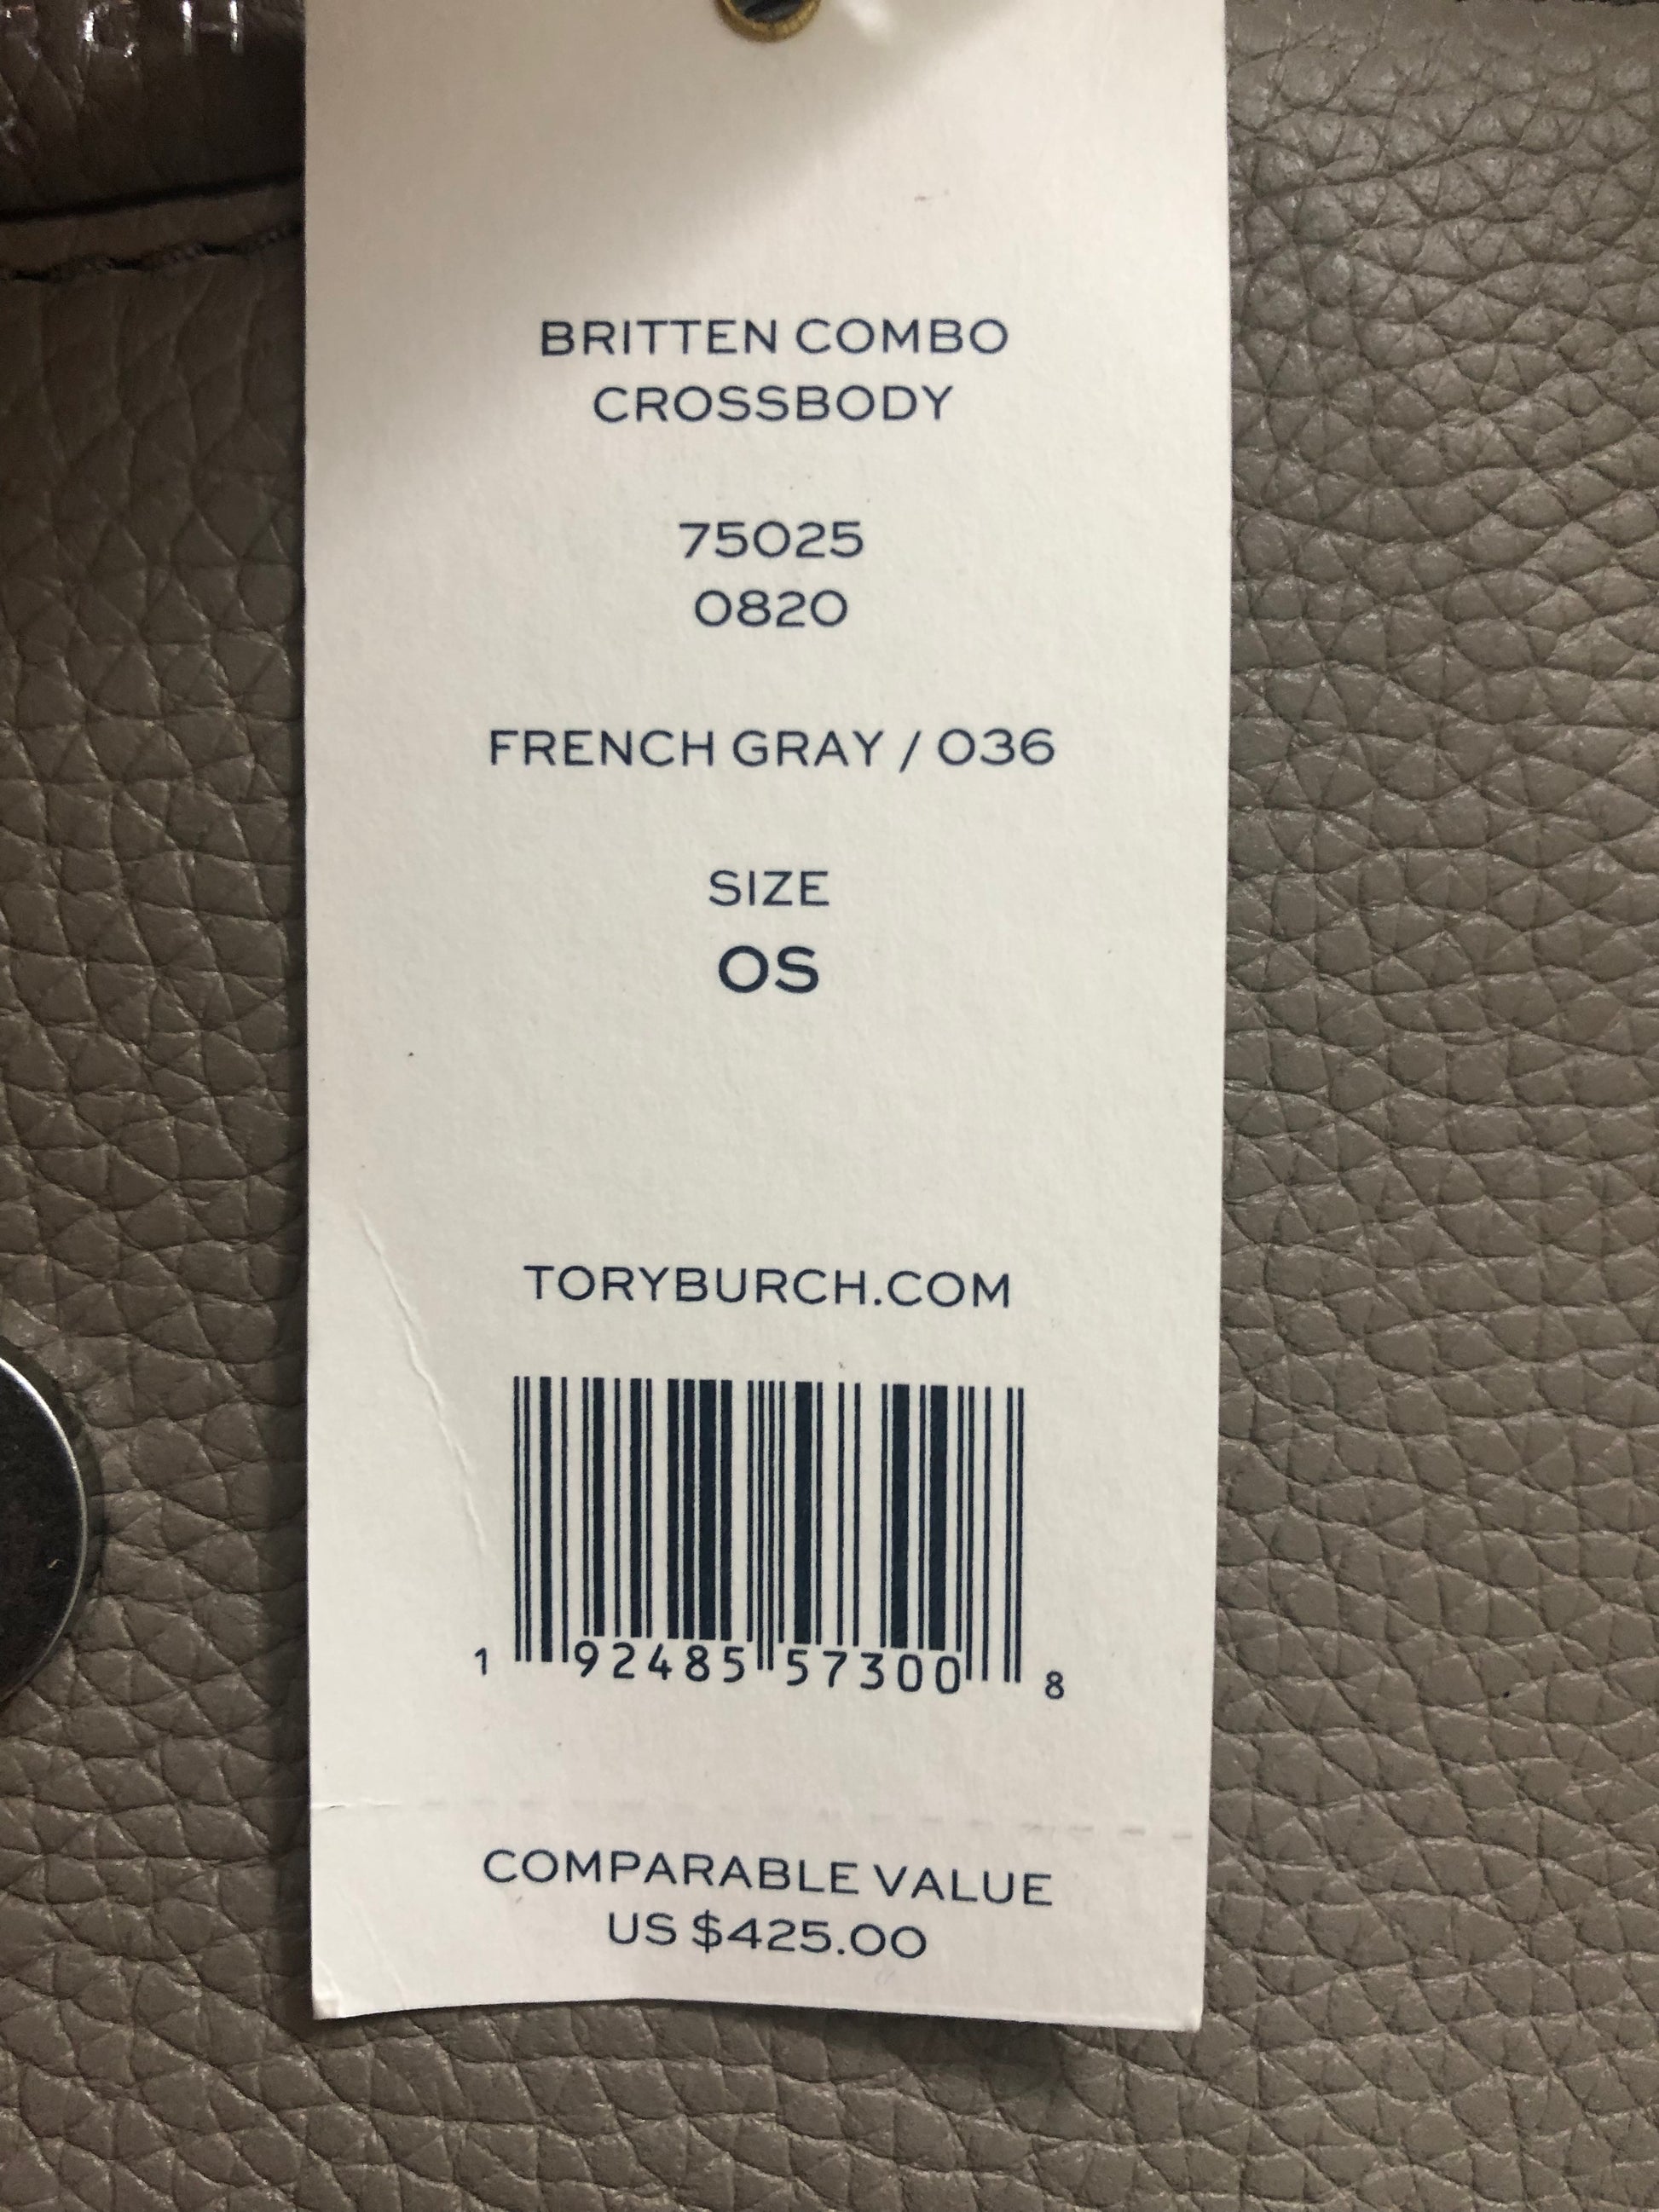 BRITTEN COMBO
CROSSBODY
75025
0820
FRENCH GRAY / 036
SIZE
OS
TORYBURCH.COM
1 92485 57300 8
COMPARABLE VALUE
US $425.00